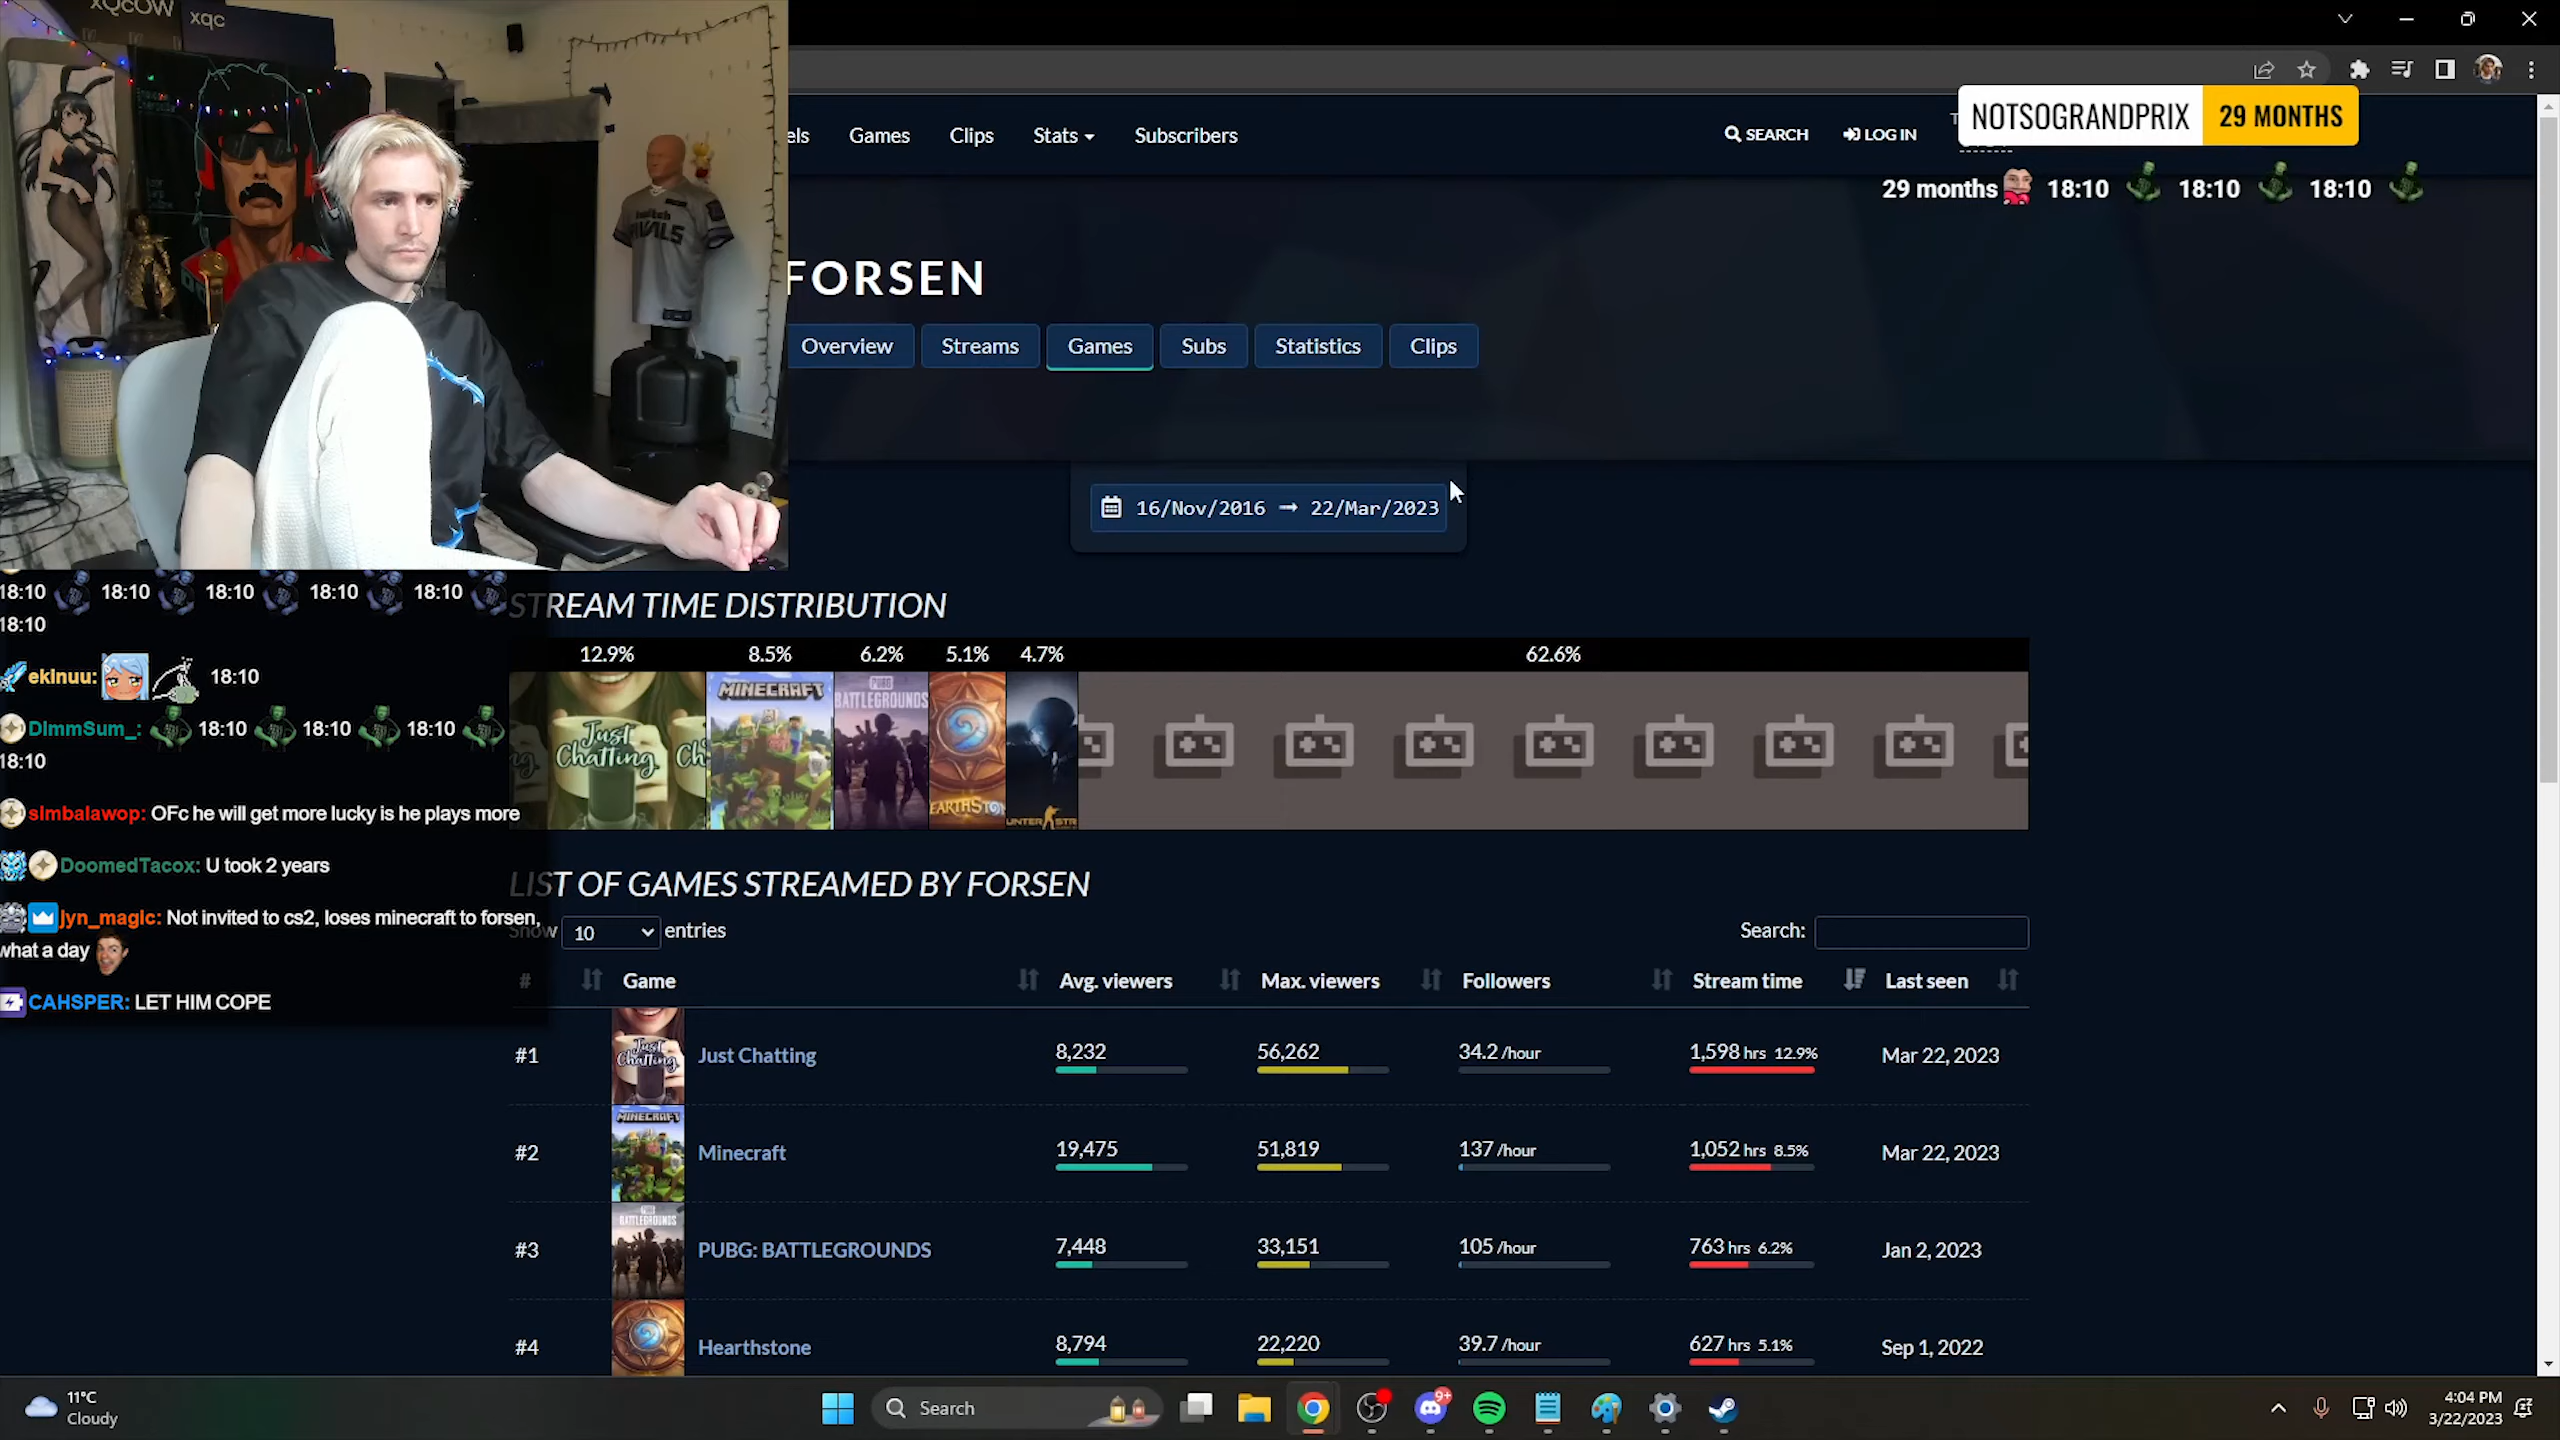 xQcOW
xqc
els Games Clips Stats Subscribers
SEARCH
LOG IN
NOTSOGRANDPRIX 29 MONTHS
29 months 18:10 18:10 18:10
FORSEN
Overview Streams Games Subs Statistics Clips
16/Nov/2016 → 22/Mar/2023
18:10 18:10 18:10 18:10 18:10
18:10
ekinuu: 18:10
DimmSum_: 18:10 18:10 18:10
18:10
simbalawop: OFc he will get more lucky is he plays more
DoomedTacox: U took 2 years
jyn_magic: Not invited to cs2, loses minecraft to forsen,
what a day
CAHSPER: LET HIM COPE
STREAM TIME DISTRIBUTION
12.9% 8.5% 6.2% 5.1% 4.7% 62.6%
Just Chatting
MINECRAFT
PUBG BATTLEGROUNDS
EARTHSTO
UNTER STR
LIST OF GAMES STREAMED BY FORSEN
Show 10 entries
Search:
# Game Avg. viewers Max. viewers Followers Stream time Last seen
#1 Just Chatting 8,232 56,262 34.2 /hour 1,598 hrs 12.9% Mar 22, 2023
#2 Minecraft 19,475 51,819 137 /hour 1,052 hrs 8.5% Mar 22, 2023
#3 PUBG: BATTLEGROUNDS 7,448 33,151 105 /hour 763 hrs 6.2% Jan 2, 2023
#4 Hearthstone 8,794 22,220 39.7 /hour 627 hrs 5.1% Sep 1, 2022
11°C
Cloudy
Search
9+
4:04 PM
3/22/2023